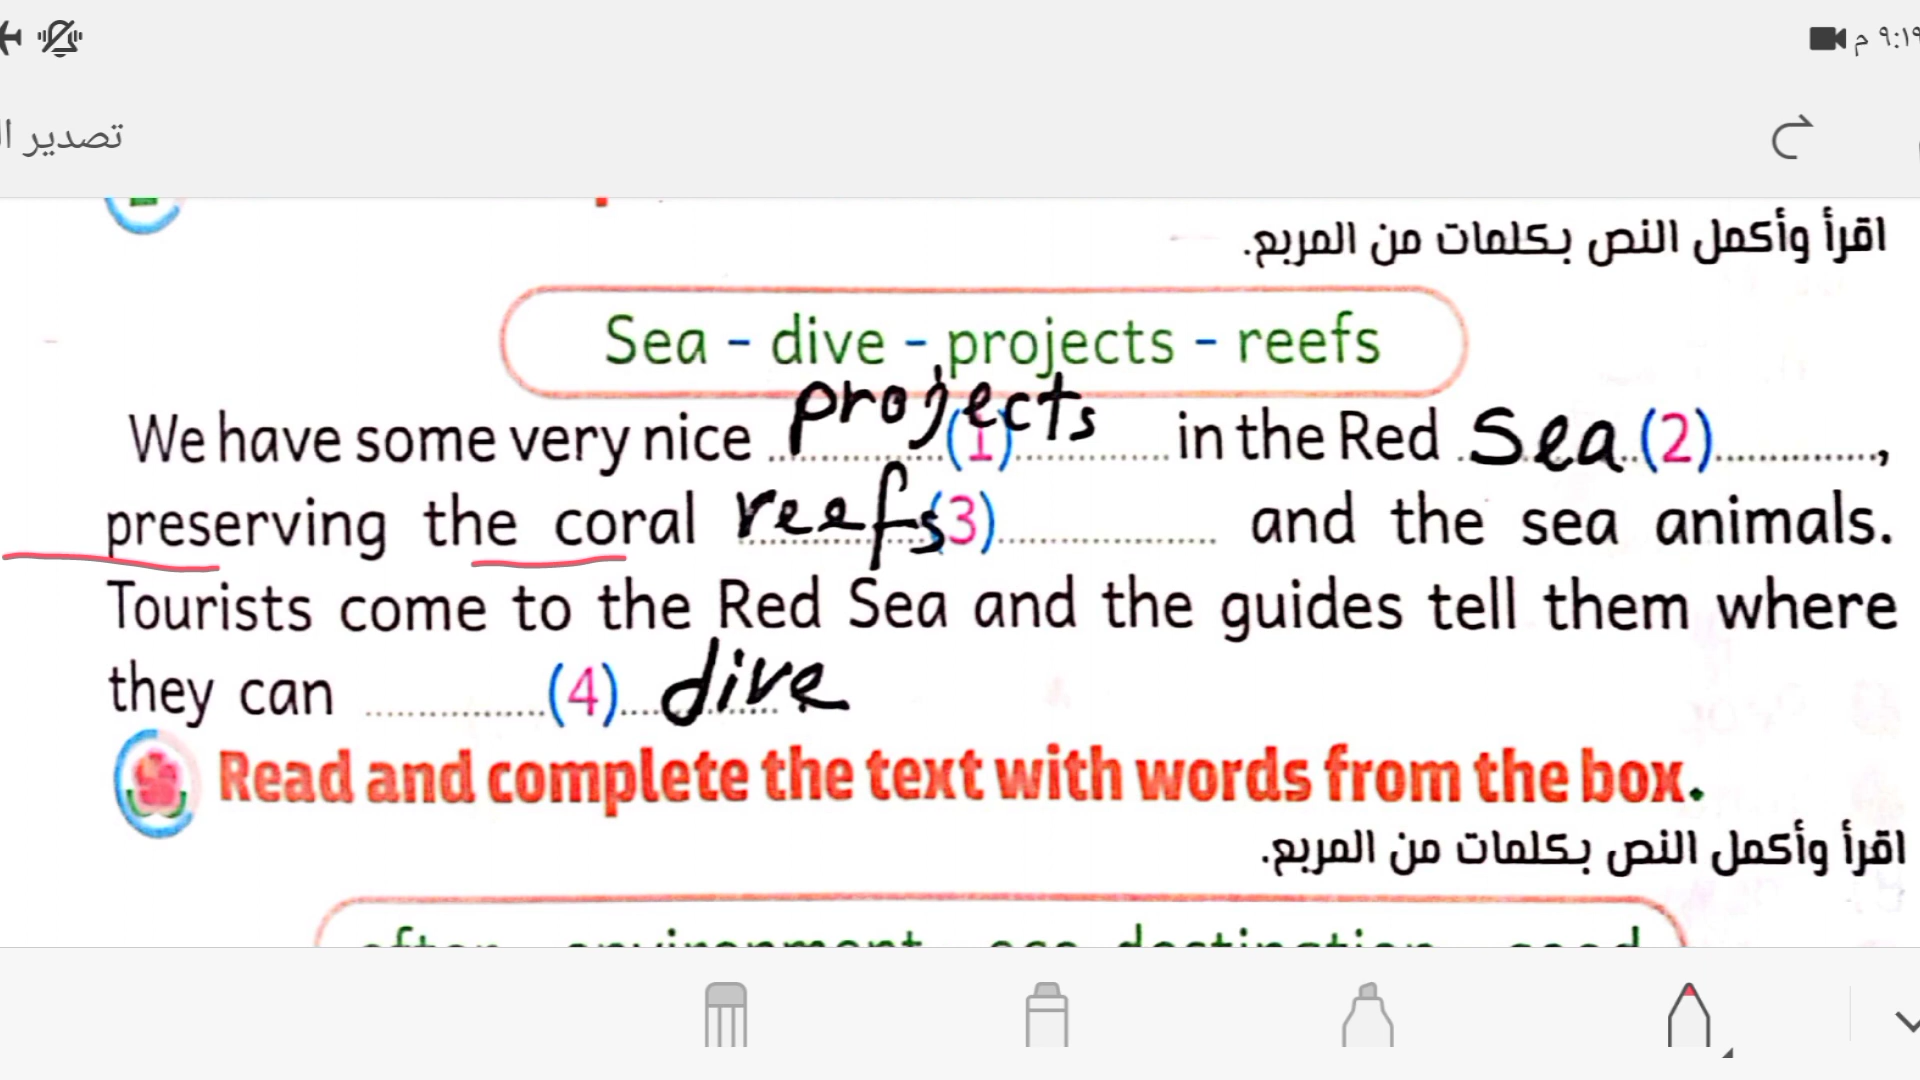 م ٩:١٩
تصدير ال
اقرأ وأكمل النص بكلمات من المربع.
Sea - dive - projects - reefs
We have some very nice projects (1) in the Red Sea (2) ,
preserving the coral reefs (3) and the sea animals.
Tourists come to the Red Sea and the guides tell them where
they can (4) dive
Read and complete the text with words from the box.
اقرأ وأكمل النص بكلمات من المربع.